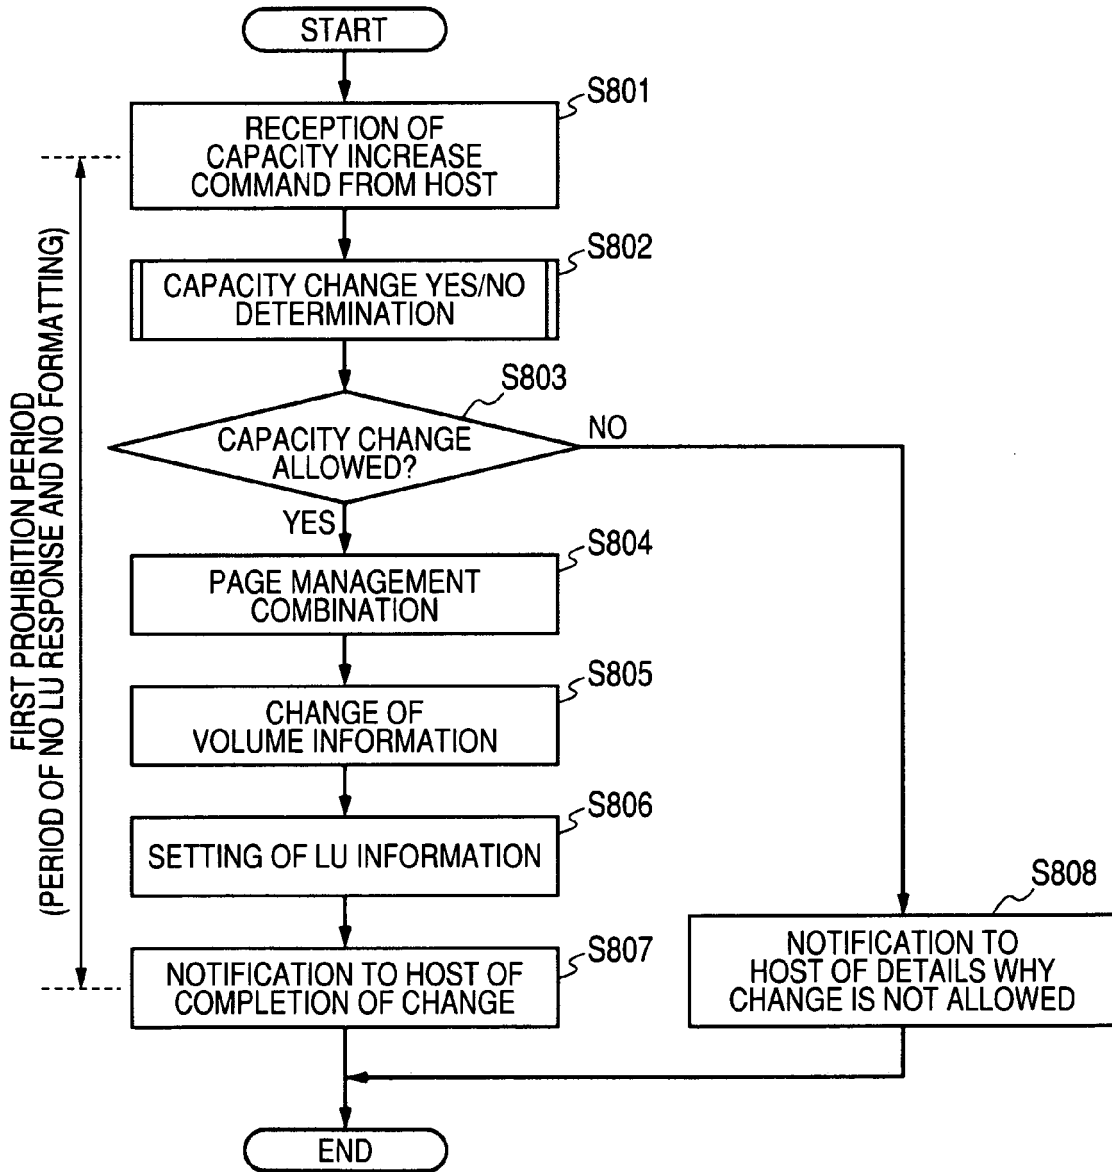 START
S801
RECEPTION OF
CAPACITY INCREASE
COMMAND FROM HOST
S802
CAPACITY CHANGE YES/NO
DETERMINATION
S803
CAPACITY CHANGE
ALLOWED?
NO
YES
S804
PAGE MANAGEMENT
COMBINATION
S805
CHANGE OF
VOLUME INFORMATION
S806
SETTING OF LU INFORMATION
S807
NOTIFICATION TO HOST OF
COMPLETION OF CHANGE
S808
NOTIFICATION TO
HOST OF DETAILS WHY
CHANGE IS NOT ALLOWED
END
FIRST PROHIBITION PERIOD
(PERIOD OF NO LU RESPONSE AND NO FORMATTING)